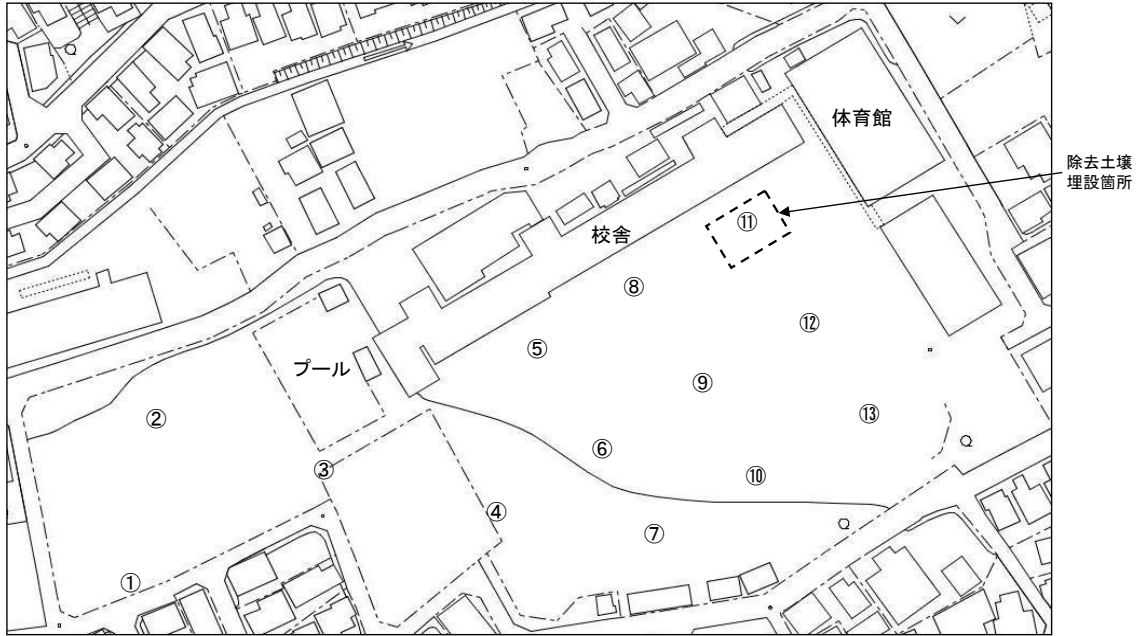 体育館
除去土壌
埋設箇所
⑪
校舎
⑧
⑫
⑤
プール
⑨
②
⑬
⑥
③
⑩
④
⑦
①